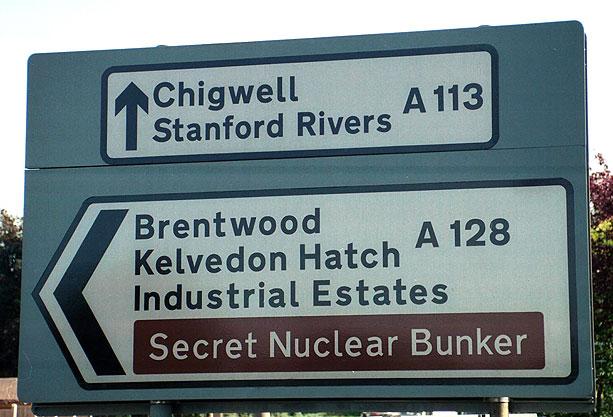 Chigwell
Stanford Rivers
A 113
Brentwood
Kelvedon Hatch
Industrial Estates
A 128
Secret Nuclear Bunker